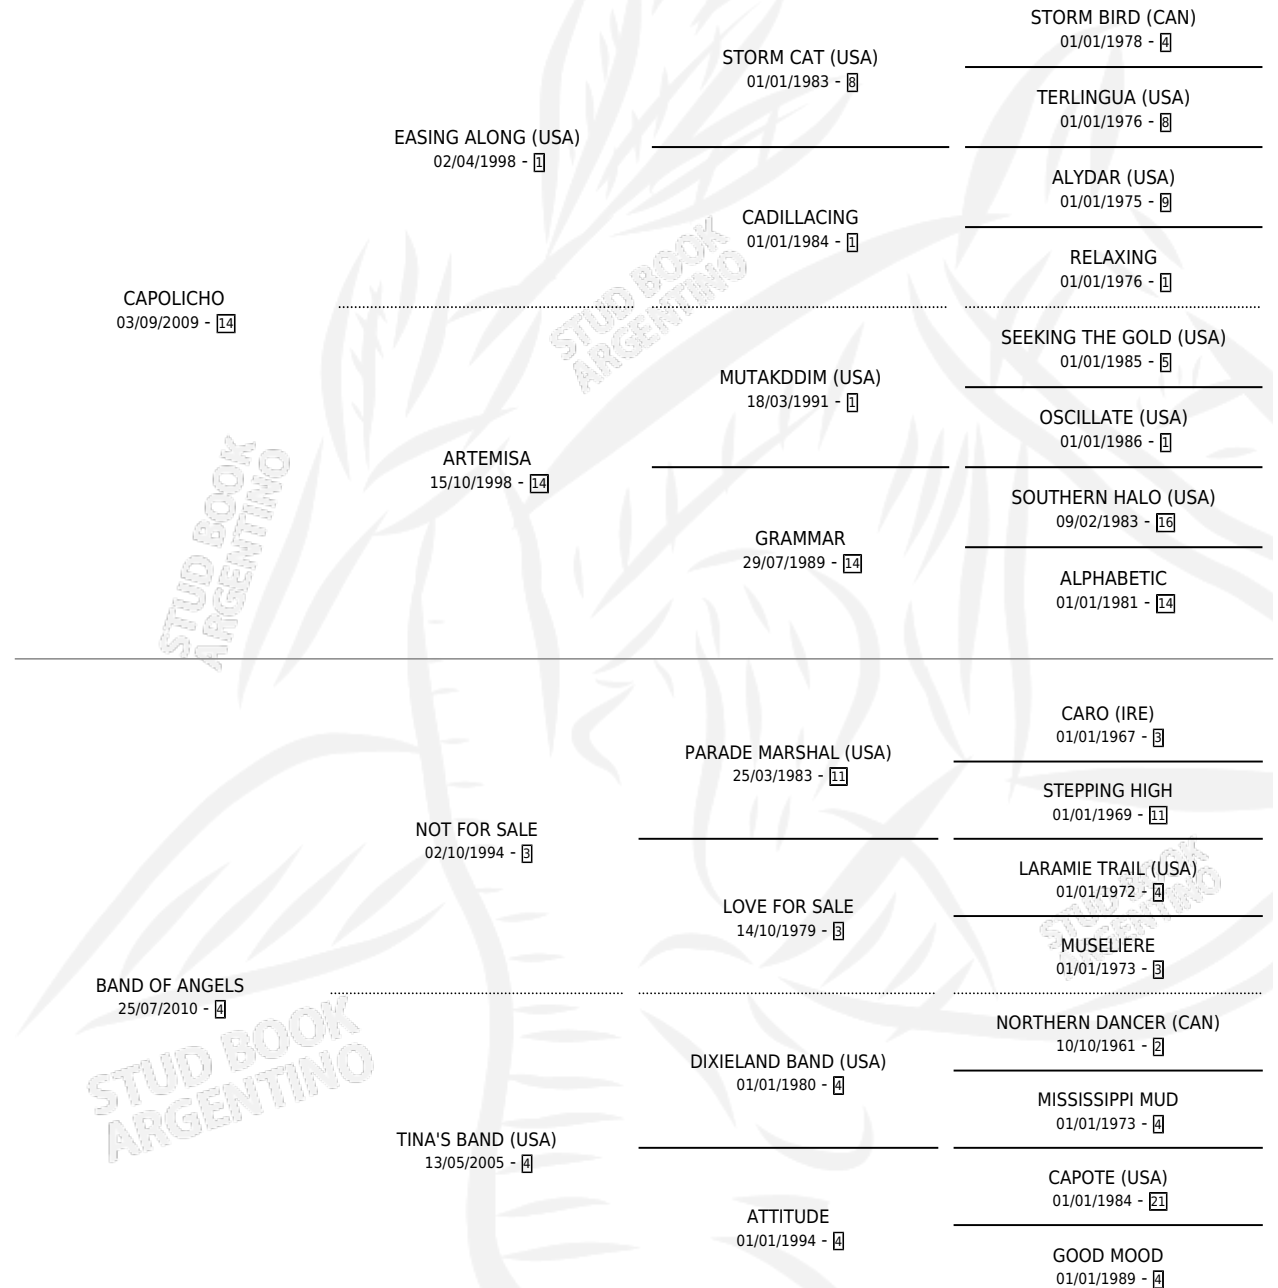 STORM BIRD (CAN)
01/01/1978 - 4
STORM CAT (USA)
01/01/1983 - 8
TERLINGUA (USA)
01/01/1976 - 8
EASING ALONG (USA)
02/04/1998 - 1
ALYDAR (USA)
01/01/1975 - 9
CADILLACING
01/01/1984 - 1
RELAXING
01/01/1976 - 1
CAPOLICHO
03/09/2009 - 14
SEEKING THE GOLD (USA)
01/01/1985 - 5
MUTAKDDIM (USA)
18/03/1991 - 1
OSCILLATE (USA)
01/01/1986 - 1
ARTEMISA
15/10/1998 - 14
SOUTHERN HALO (USA)
09/02/1983 - 16
GRAMMAR
29/07/1989 - 14
ALPHABETIC
01/01/1981 - 14
CARO (IRE)
01/01/1967 - 3
PARADE MARSHAL (USA)
25/03/1983 - 11
STEPPING HIGH
01/01/1969 - 11
NOT FOR SALE
02/10/1994 - 3
LARAMIE TRAIL (USA)
01/01/1972 - 4
LOVE FOR SALE
14/10/1979 - 3
MUSELIERE
01/01/1973 - 3
BAND OF ANGELS
25/07/2010 - 4
NORTHERN DANCER (CAN)
10/10/1961 - 2
DIXIELAND BAND (USA)
01/01/1980 - 4
MISSISSIPPI MUD
01/01/1973 - 4
TINA'S BAND (USA)
13/05/2005 - 4
CAPOTE (USA)
01/01/1984 - 21
ATTITUDE
01/01/1994 - 4
GOOD MOOD
01/01/1989 - 4
STUD BOOK
ARGENTINO
STUD BOOK
ARGENTINO
STUD BOOK
ARGENTINO
STUD BOOK
ARGENTINO